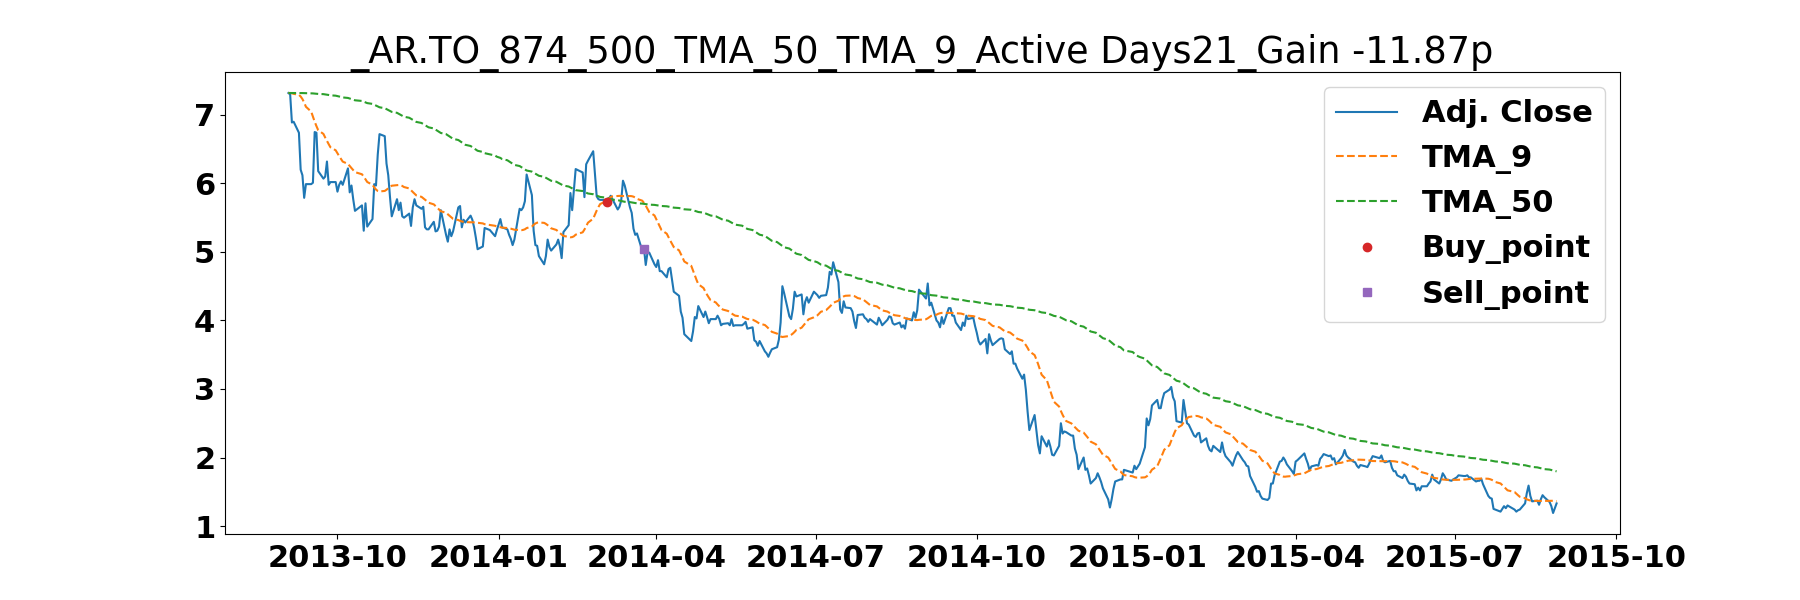 _AR.TO_874_500_TMA_50_TMA_9_Active Days21_Gain -11.87p
Adj. Close
TMA_9
TMA_50
Buy_point
Sell_point
7
6
5
4
3
2
1
2013-10 2014-01 2014-04 2014-07 2014-10 2015-01 2015-04 2015-07 2015-10